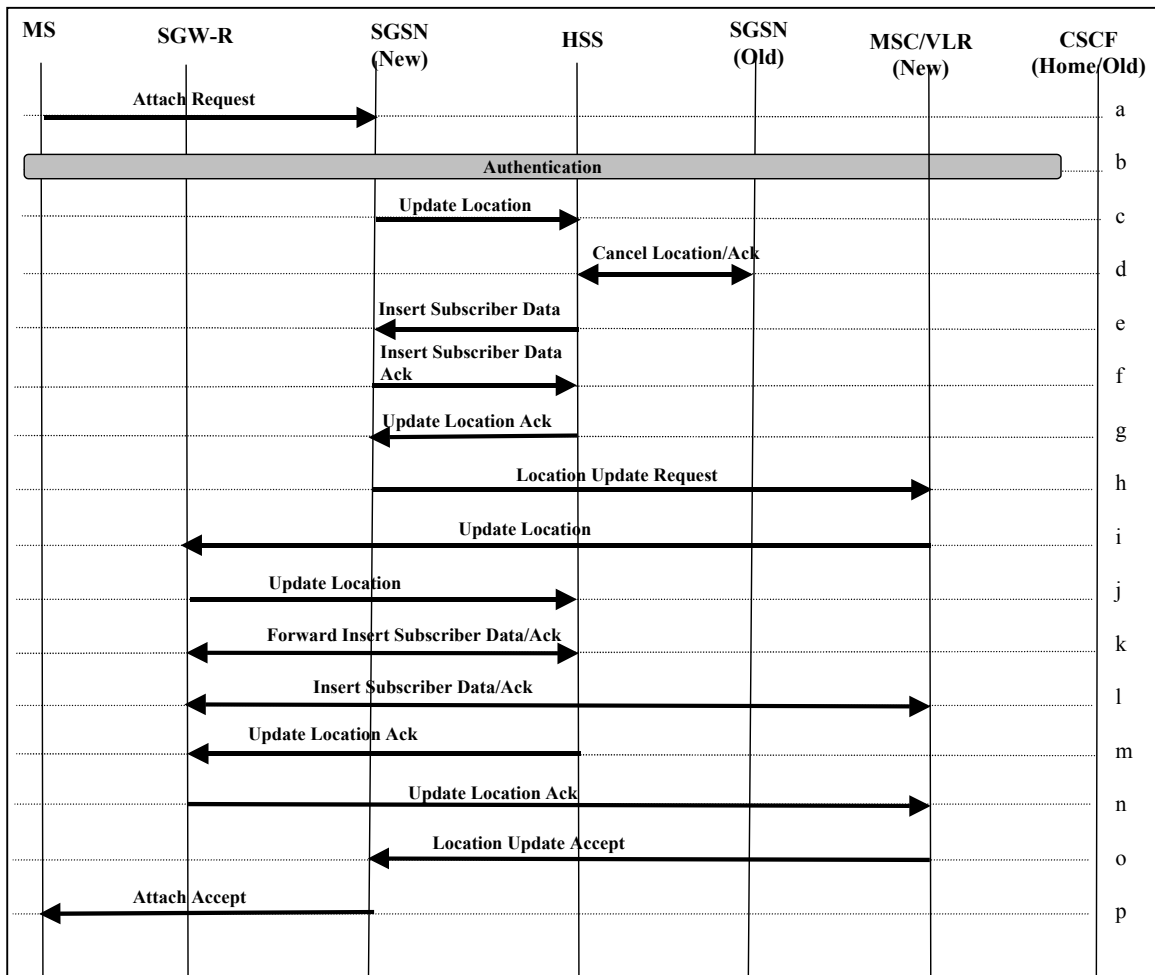 MS
SGW-R
SGSN
(New)
HSS
SGSN
(Old)
MSC/VLR
(New)
CSCF
(Home/Old)
Attach Request
a
Authentication
b
Update Location
c
Cancel Location/Ack
d
Insert Subscriber Data
e
Insert Subscriber Data
Ack
f
Update Location Ack
g
Location Update Request
h
Update Location
i
Update Location
j
Forward Insert Subscriber Data/Ack
k
Insert Subscriber Data/Ack
l
Update Location Ack
m
Update Location Ack
n
Location Update Accept
o
Attach Accept
p